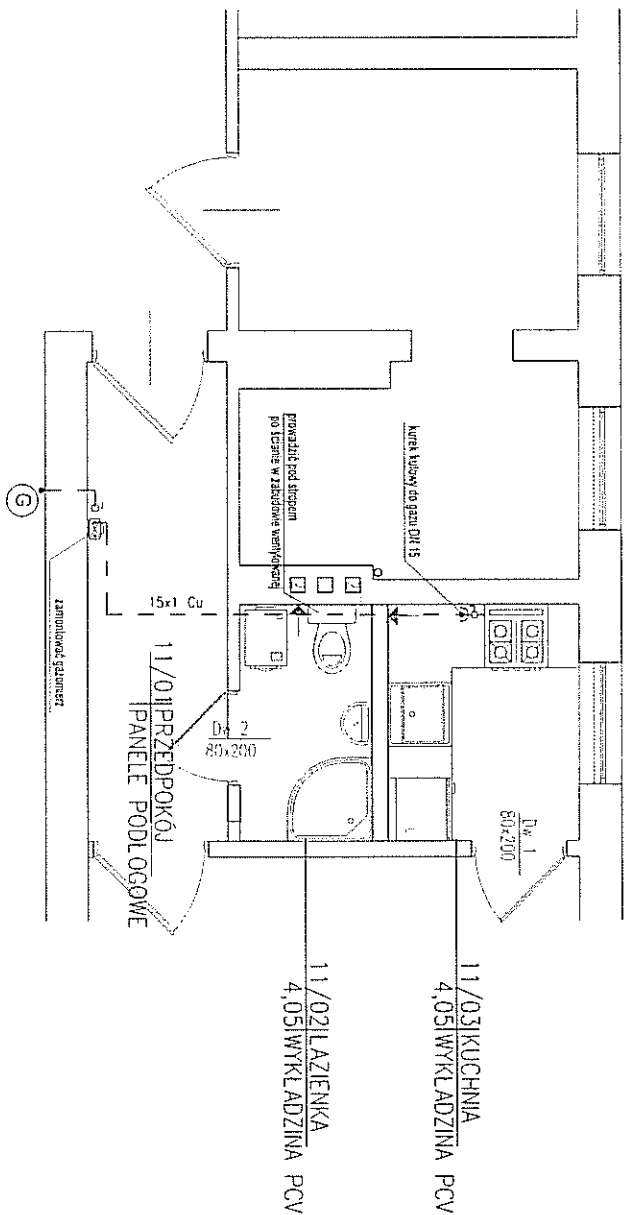 kurek kulowy do gazu DN 15
prowadzić pod stropem
po ścianie w zabudowie wentylowanej
15x1 Cu
G
zamontować gazomierz
Dw 1
80x200
Dw 2
80x200
11/01 PRZEDPOKÓJ
PANELE PODŁOGOWE
11/03 KUCHNIA
4,05 WYKŁADZINA PCV
11/02 ŁAZIENKA
4,05 WYKŁADZINA PCV